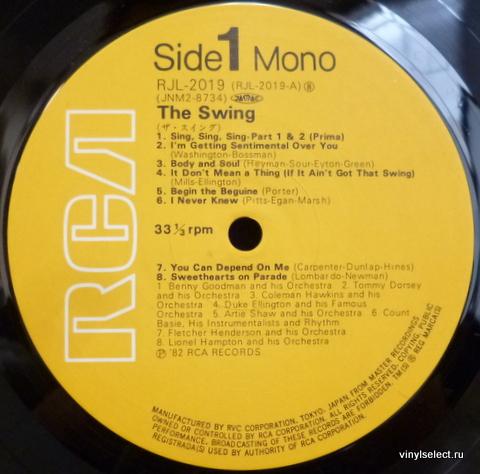 Side 1 Mono
RJL-2019 (RJL-2019-A) Ⓡ
(JNM2-8734) JASRAC
The Swing
(ザ・スイング)
1. Sing, Sing, Sing-Part 1 & 2 (Prima)
2. I'm Getting Sentimental Over You
(Washington-Bossman)
3. Body and Soul (Heyman-Sour-Eyton-Green)
4. It Don't Mean a Thing (If It Ain't Got That Swing)
(Mills-Ellington)
5. Begin the Beguine (Porter)
6. I Never Knew (Pitts-Egan-Marsh)
33 ⅓ rpm
7. You Can Depend On Me (Carpenter-Dunlap-Hines)
8. Sweethearts on Parade (Lombardo-Newman)
1 Benny Goodman and his Orchestra 2. Tommy Dorsey
and his Orchestra 3. Coleman Hawkins and his
Orchestra 4. Duke Ellington and his Famous
Orchestra 5. Artie Shaw and his Orchestra 6. Count
Basie, His Instrumentalists and Rhythm
7. Fletcher Henderson and his Orchestra
8. Lionel Hampton and his Orchestra
Ⓟ '82 RCA RECORDS
RCA
MANUFACTURED BY RVC CORPORATION, TOKYO, JAPAN FROM MASTER RECORDINGS
OWNED OR CONTROLLED BY RCA CORPORATION. ALL RIGHTS RESERVED. COPYING, PUBLIC
PERFORMANCE, BROADCASTING OF THESE RECORDS ARE FORBIDDEN. TM(S) ® REG. MARCA(S)
REGISTRADA(S) USED BY AUTHORITY OF RCA CORPORATION.
vinylselect.ru